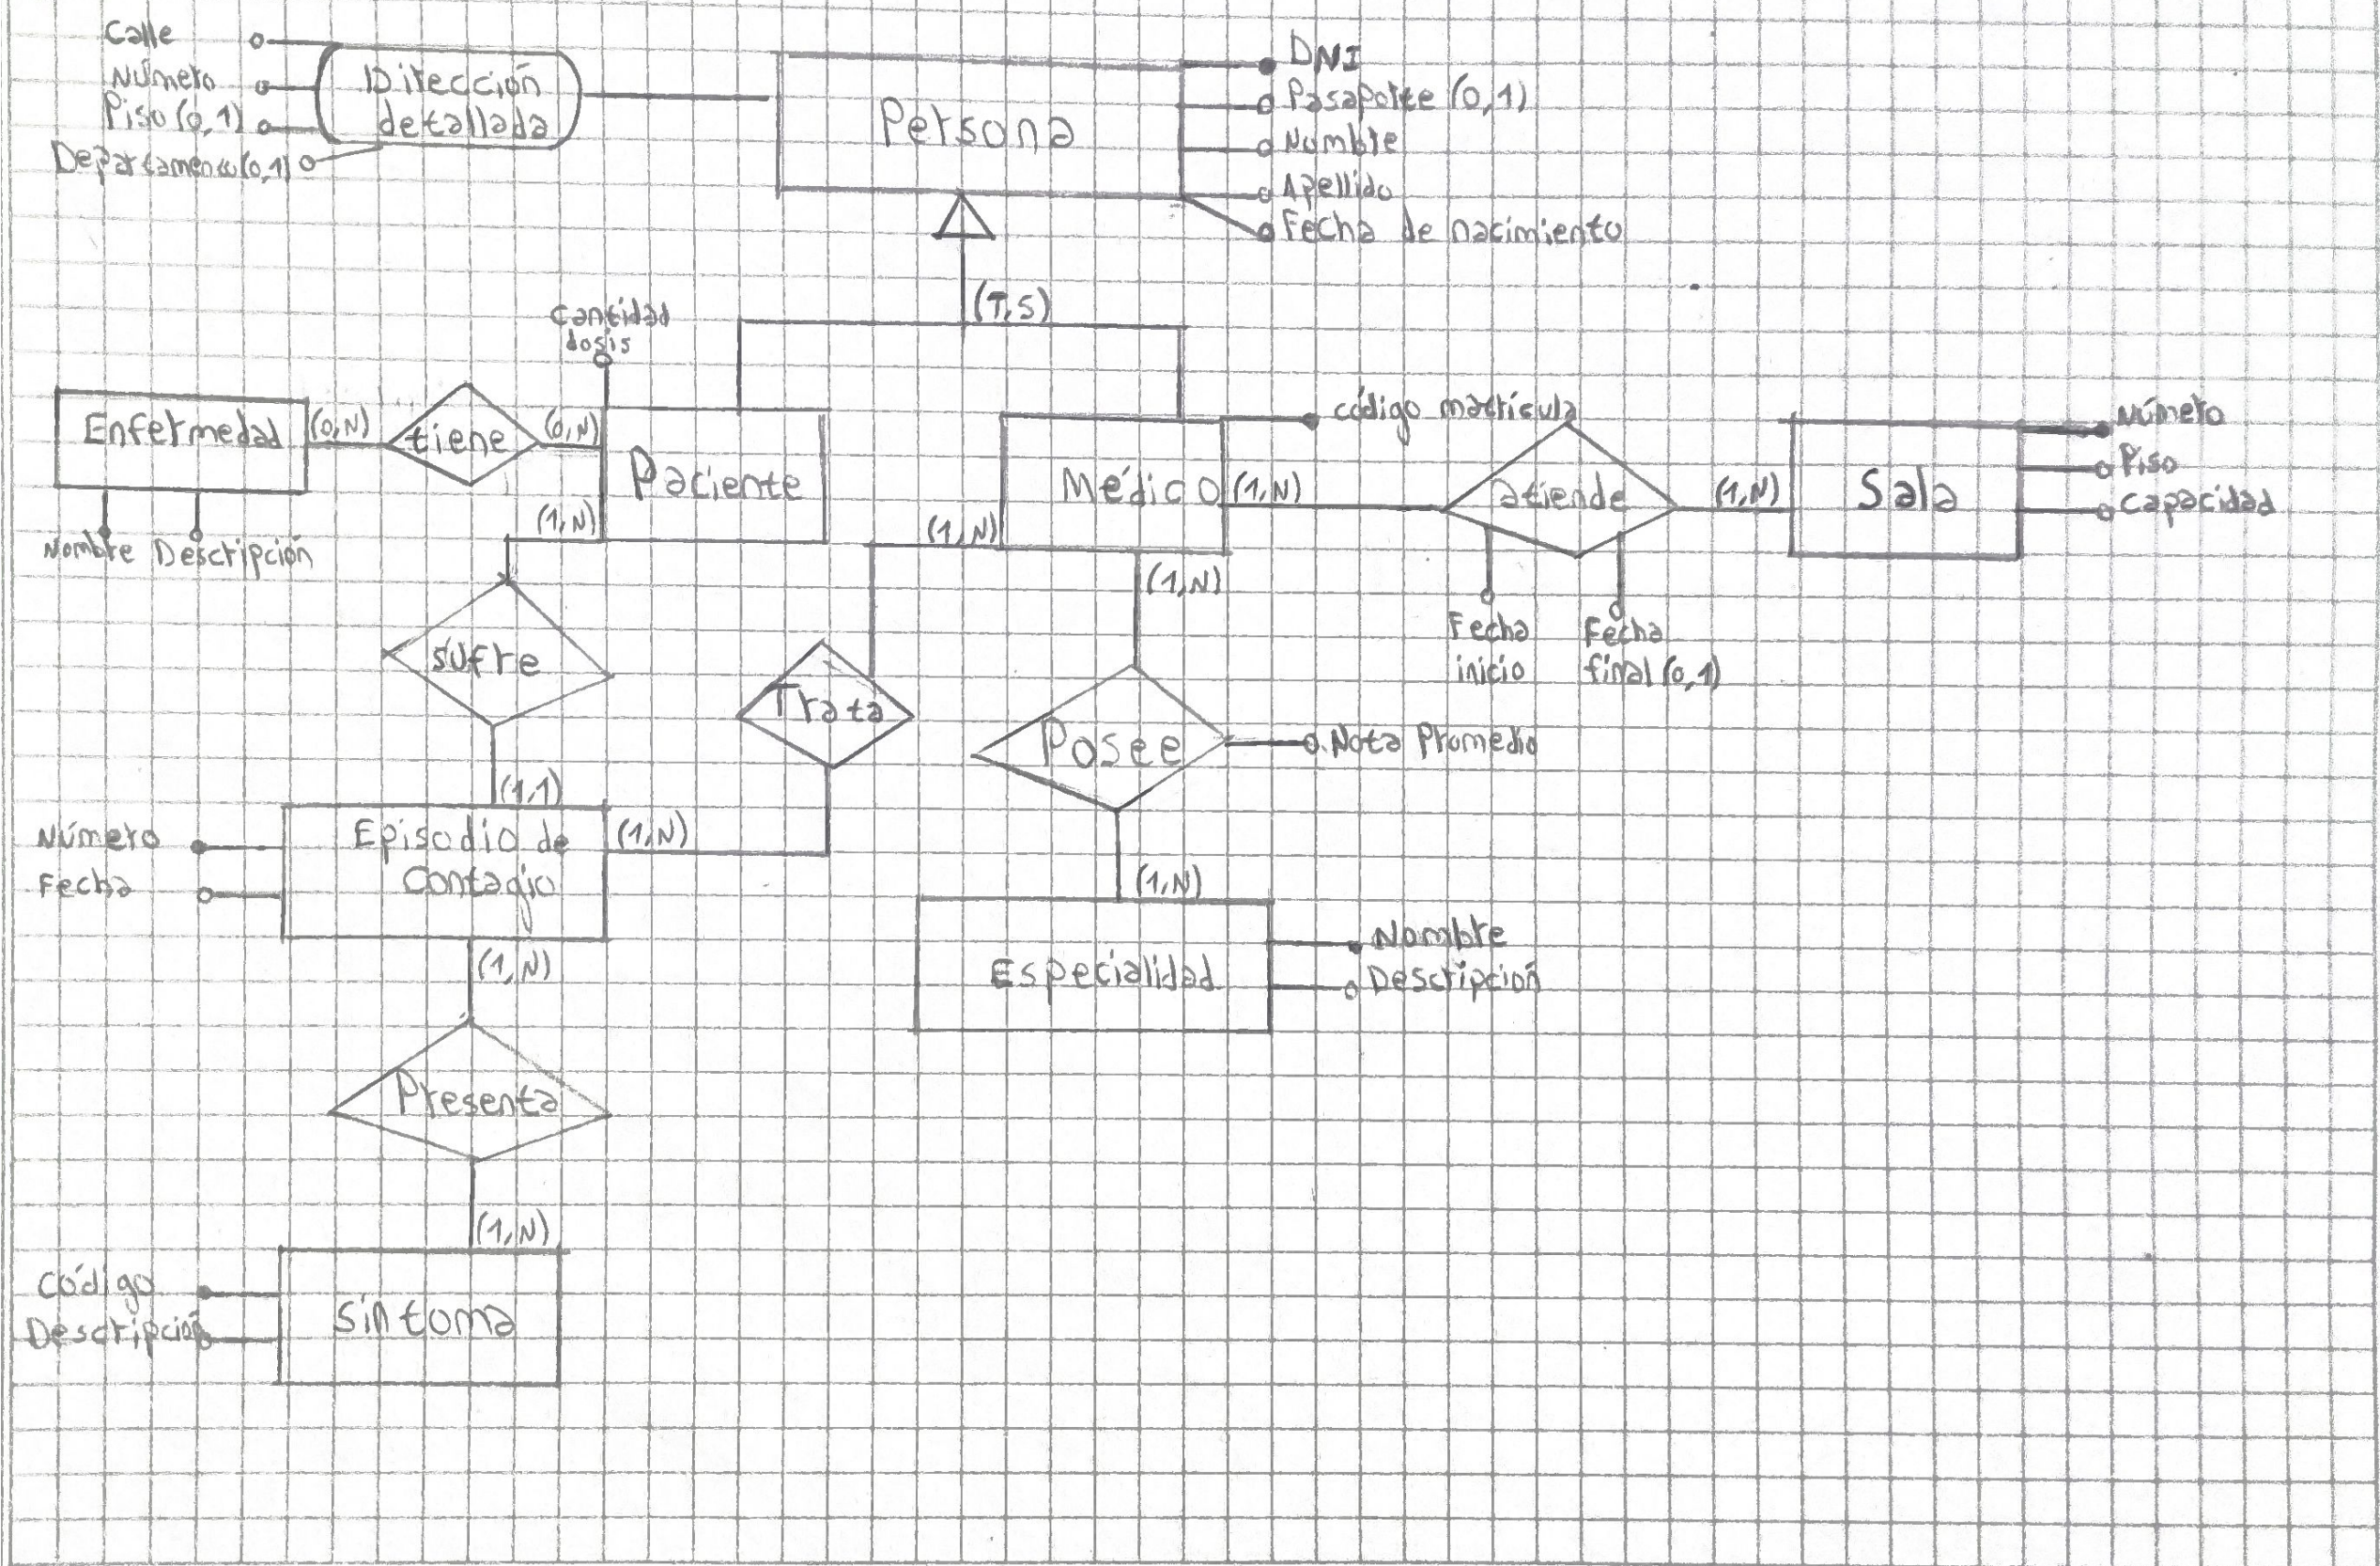 Calle
Número
Piso (0,1)
Departamento (0,1)
Dirección
detallada
Persona
DNI
Pasaporte (0,1)
Nombre
Apellido
Fecha de nacimiento
(T,S)
Cantidad
dosis
Enfermedad
(0,N)
tiene
(0,N)
Paciente
Nombre
Descripción
(1,N)
Médico
código matrícula
(1,N)
atiende
(1,N)
Sala
Número
Piso
Capacidad
Fecha
inicio
Fecha
final (0,1)
(1,N)
(1,N)
sufre
Trata
Posee
Nota Promedio
(1,1)
Número
Fecha
Episodio de
Contagio
(1,N)
(1,N)
Especialidad
Nombre
Descripción
(1,N)
Presenta
(1,N)
Código
Descripción
Síntoma